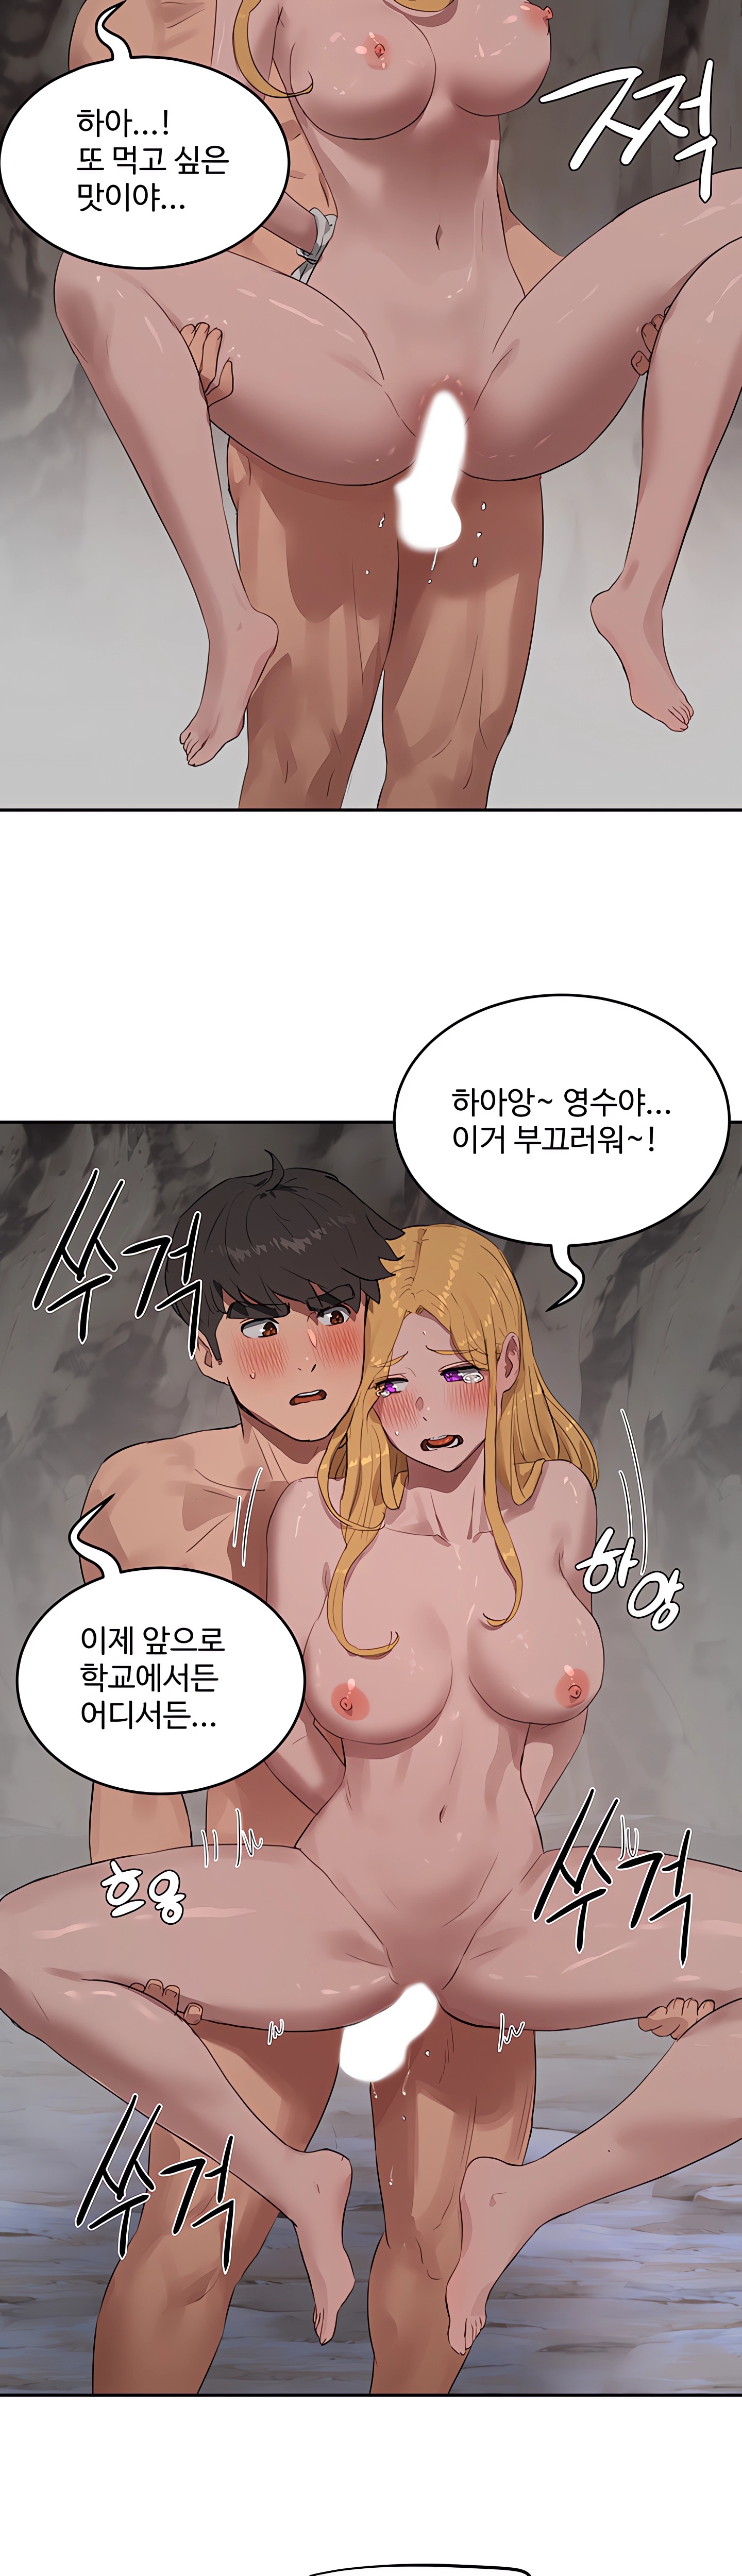 하아...!
또 먹고 싶은
맛이야...
쩍
하아앙~ 영수야...
이거 부끄러워~!
쑤걱
하앙
이제 앞으로
학교에서든
어디서든...
쑤걱
흐응
쑤걱